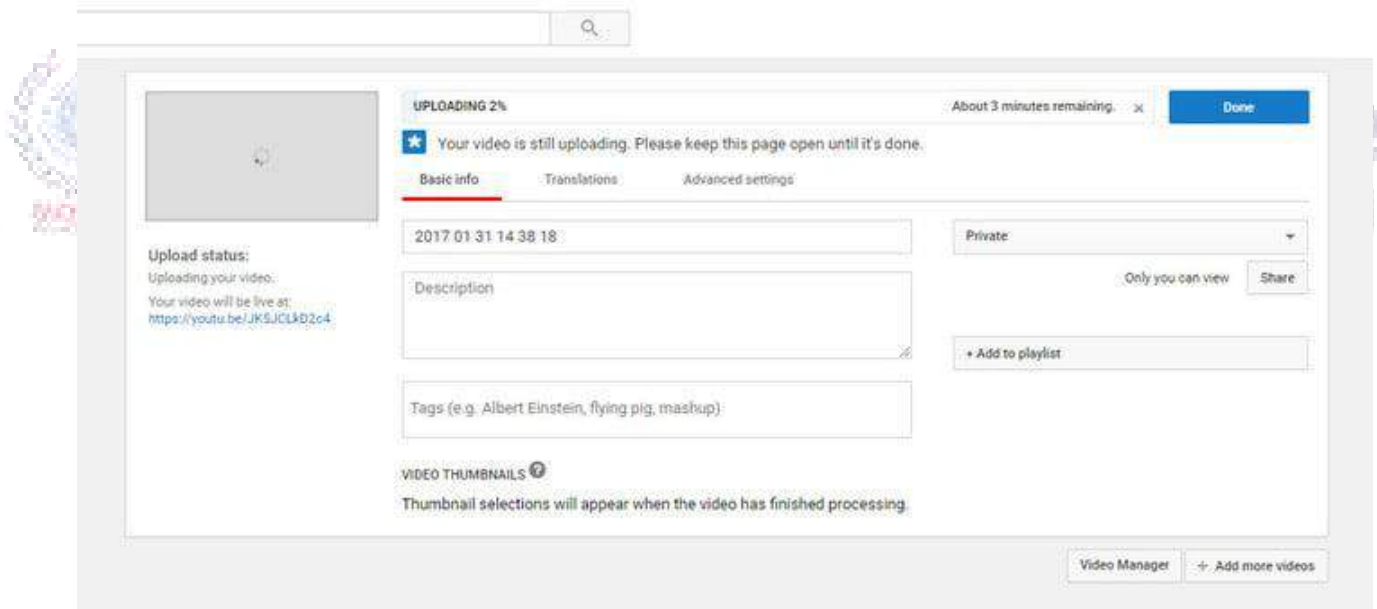 UPLOADING 2%
About 3 minutes remaining. ×
Done
Your video is still uploading. Please keep this page open until it's done.
Basic info Translations Advanced settings
2017 01 31 14 38 18
Private
Upload status:
Uploading your video.
Your video will be live at:
https://youtu.be/JKSJCLkD2c4
Description
Only you can view
Share
+ Add to playlist
Tags (e.g. Albert Einstein, flying pig, mashup)
VIDEO THUMBNAILS ?
Thumbnail selections will appear when the video has finished processing.
Video Manager
+ Add more videos